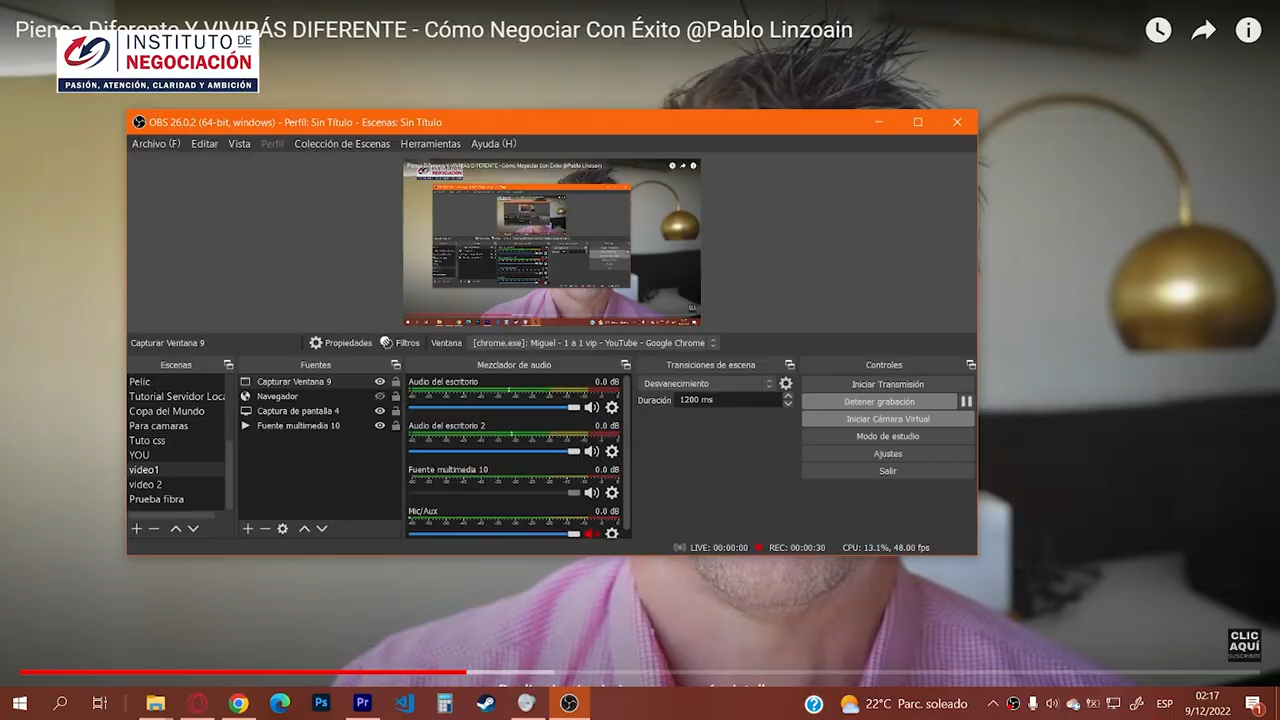 Piensa Diferente Y VIVIRÁS DIFERENTE - Cómo Negociar Con Éxito @Pablo Linzoain
INSTITUTO DE
NEGOCIACIÓN
PASIÓN, ATENCIÓN, CLARIDAD Y AMBICIÓN
OBS 26.0.2 (64-bit, windows) - Perfil: Sin Título - Escenas: Sin Título
Archivo (F) Editar Vista Perfil Colección de Escenas Herramientas Ayuda (H)
Capturar Ventana 9 Propiedades Filtros Ventana [chrome.exe]: Miguel - 1 a 1 vip - YouTube - Google Chrome
Escenas
Pelic
Tutorial Servidor Loca
Copa del Mundo
Para camaras
Tuto css
YOU
video1
video 2
Prueba fibra
Fuentes
Capturar Ventana 9
Navegador
Captura de pantalla 4
Fuente multimedia 10
Mezclador de audio
Audio del escritorio 0.0 dB
Audio del escritorio 2 0.0 dB
Fuente multimedia 10 0.0 dB
Mic/Aux 0.0 dB
Transiciones de escena
Desvanecimiento
Duración 1200 ms
Controles
Iniciar Transmisión
Detener grabación
Iniciar Cámara Virtual
Modo de estudio
Ajustes
Salir
LIVE: 00:00:00 REC: 00:00:30 CPU: 13.1%, 48.00 fps
CLIC
AQUÍ
SUSCRIBITE
22°C Parc. soleado ESP 02:17
9/12/2022